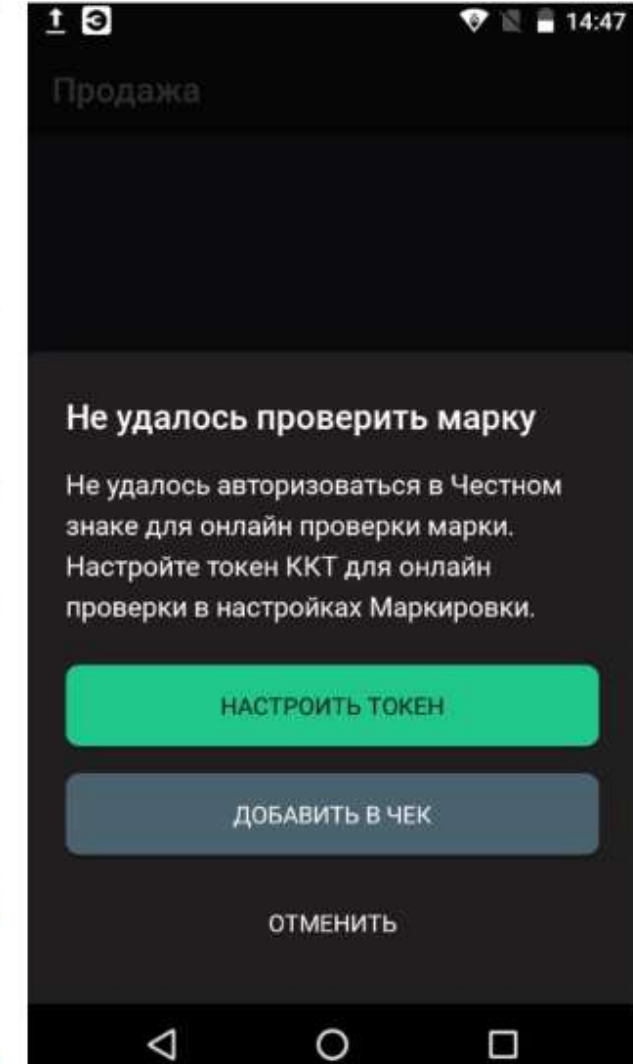 14:47
Продажа
Не удалось проверить марку
Не удалось авторизоваться в Честном
знаке для онлайн проверки марки.
Настройте токен ККТ для онлайн
проверки в настройках Маркировки.
НАСТРОИТЬ ТОКЕН
ДОБАВИТЬ В ЧЕК
ОТМЕНИТЬ